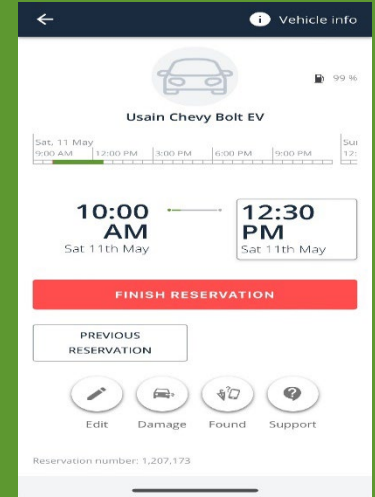 Vehicle info
99 %
Usain Chevy Bolt EV
Sat, 11 May
Sun
9:00 AM 12:00 PM 3:00 PM 6:00 PM 9:00 PM 12:
10:00 AM
Sat 11th May
12:30 PM
Sat 11th May
FINISH RESERVATION
PREVIOUS
RESERVATION
Edit Damage Found Support
Reservation number: 1,207,173